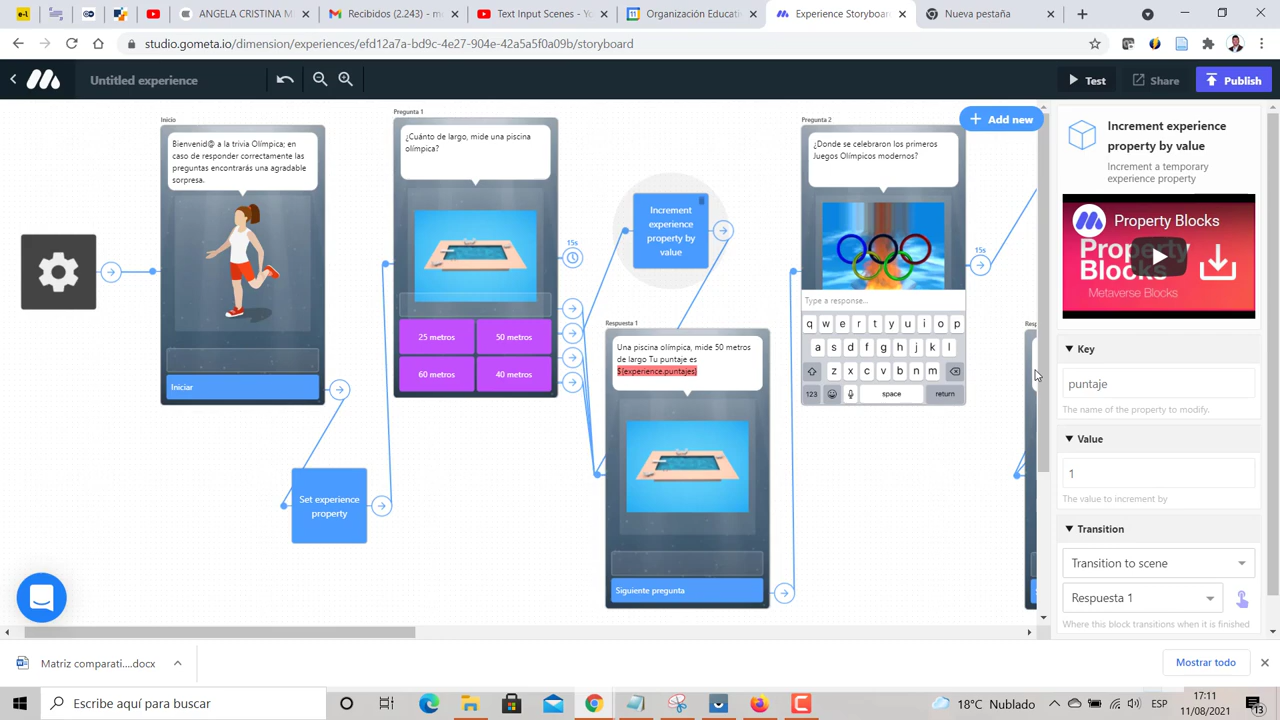 ANGELA CRISTINA M
Recibidos (2.243) - m
Text Input Scenes - Yo
Organización Educativ
Experience Storyboar
Nueva pestaña
studio.gometa.io/dimension/experiences/efd12a7a-bd9c-4e27-904e-42a5a5f0a09b/storyboard
Untitled experience
Test
Share
Publish
Inicio
Bienvenid@ a la trivia Olímpica; en
caso de responder correctamente las
preguntas encontrarás una agradable
sorpresa.
Iniciar
Set experience
property
Pregunta 1
¿Cuánto de largo, mide una piscina
olímpica?
15s
25 metros
50 metros
60 metros
40 metros
Increment
experience
property by
value
Respuesta 1
Una piscina olímpica, mide 50 metros
de largo Tu puntaje es
${experience.puntajes}
Siguiente pregunta
Pregunta 2
¿Donde se celebraron los primeros
Juegos Olímpicos modernos?
15s
Type a response...
q w e r t y u i o p
a s d f g h j k l
z x c v b n m
123
space
return
+ Add new
Increment experience
property by value
Increment a temporary
experience property
Property Blocks
Property
Blocks
Metaverse Blocks
Key
puntaje
The name of the property to modify.
Value
1
The value to increment by
Transition
Transition to scene
Respuesta 1
Where this block transitions when it is finished
Matriz comparati....docx
Mostrar todo
Escribe aquí para buscar
18°C Nublado
ESP
17:11
11/08/2021
13